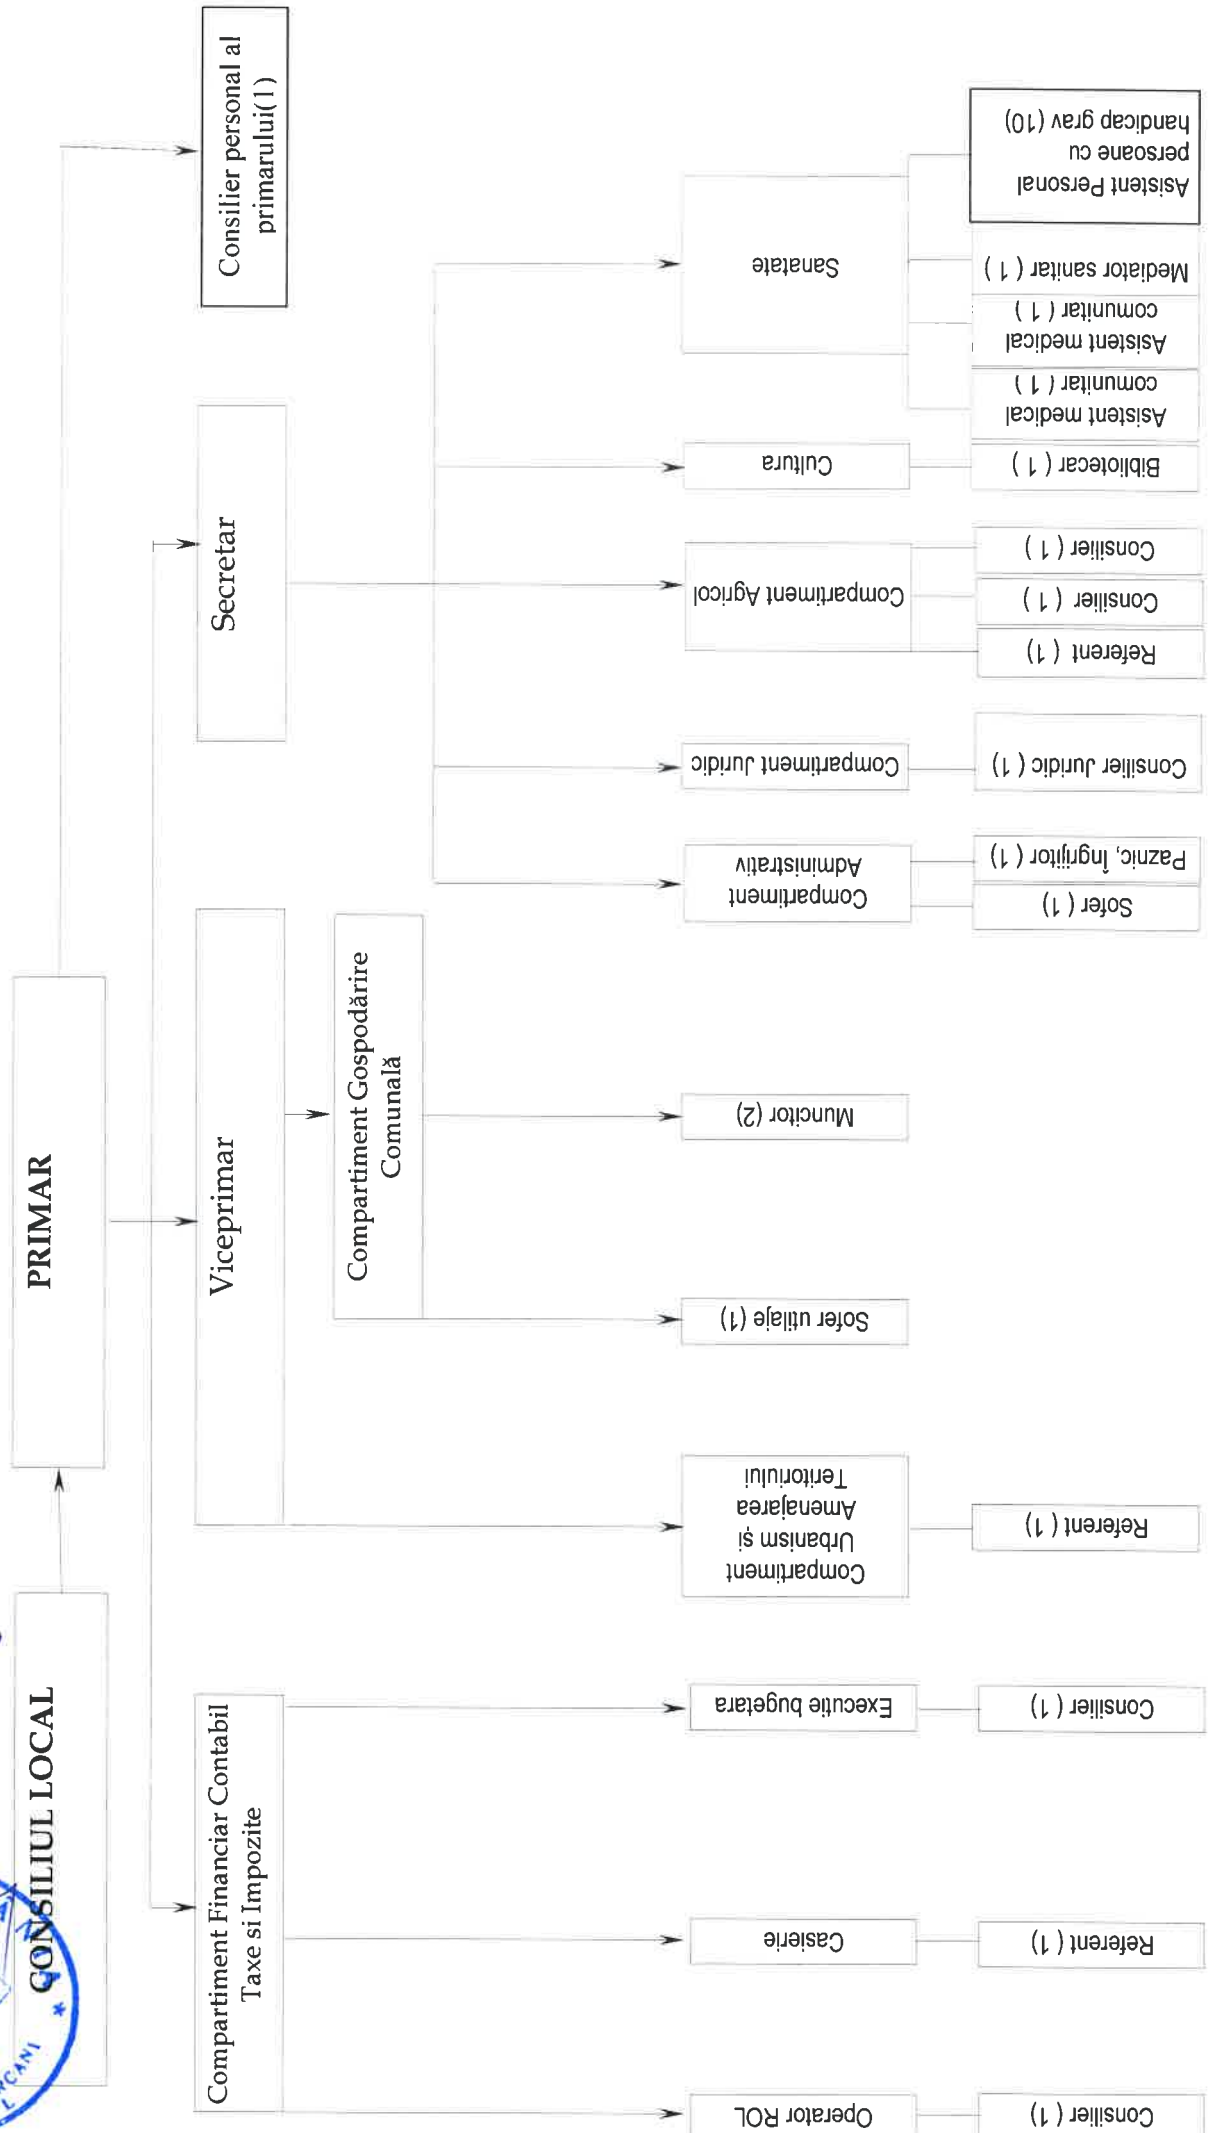 CONSILIUL LOCAL
PRIMAR
Consilier personal al
primarului(1)
Compartiment Financiar Contabil
Taxe si Impozite
Viceprimar
Secretar
Compartiment Gospodărire
Comunală
Operator ROL
Casierie
Executie bugetara
Compartiment
Urbanism și
Amenajarea
Teritoriului
Sofer utilaje (1)
Muncitor (2)
Compartiment
Administrativ
Compartiment Juridic
Compartiment Agricol
Cultura
Sanatate
Consilier ( 1)
Referent ( 1)
Consilier ( 1)
Referent ( 1)
Sofer ( 1)
Paznic, Îngrijitor ( 1)
Consilier Juridic ( 1)
Referent ( 1)
Consilier ( 1 )
Consilier ( 1 )
Bibliotecar ( 1 )
Asistent medical
comunitar ( 1 )
Asistent medical
comunitar ( 1 )
Mediator sanitar ( 1 )
Asistent Personal
persoane cu
handicap grav (10)